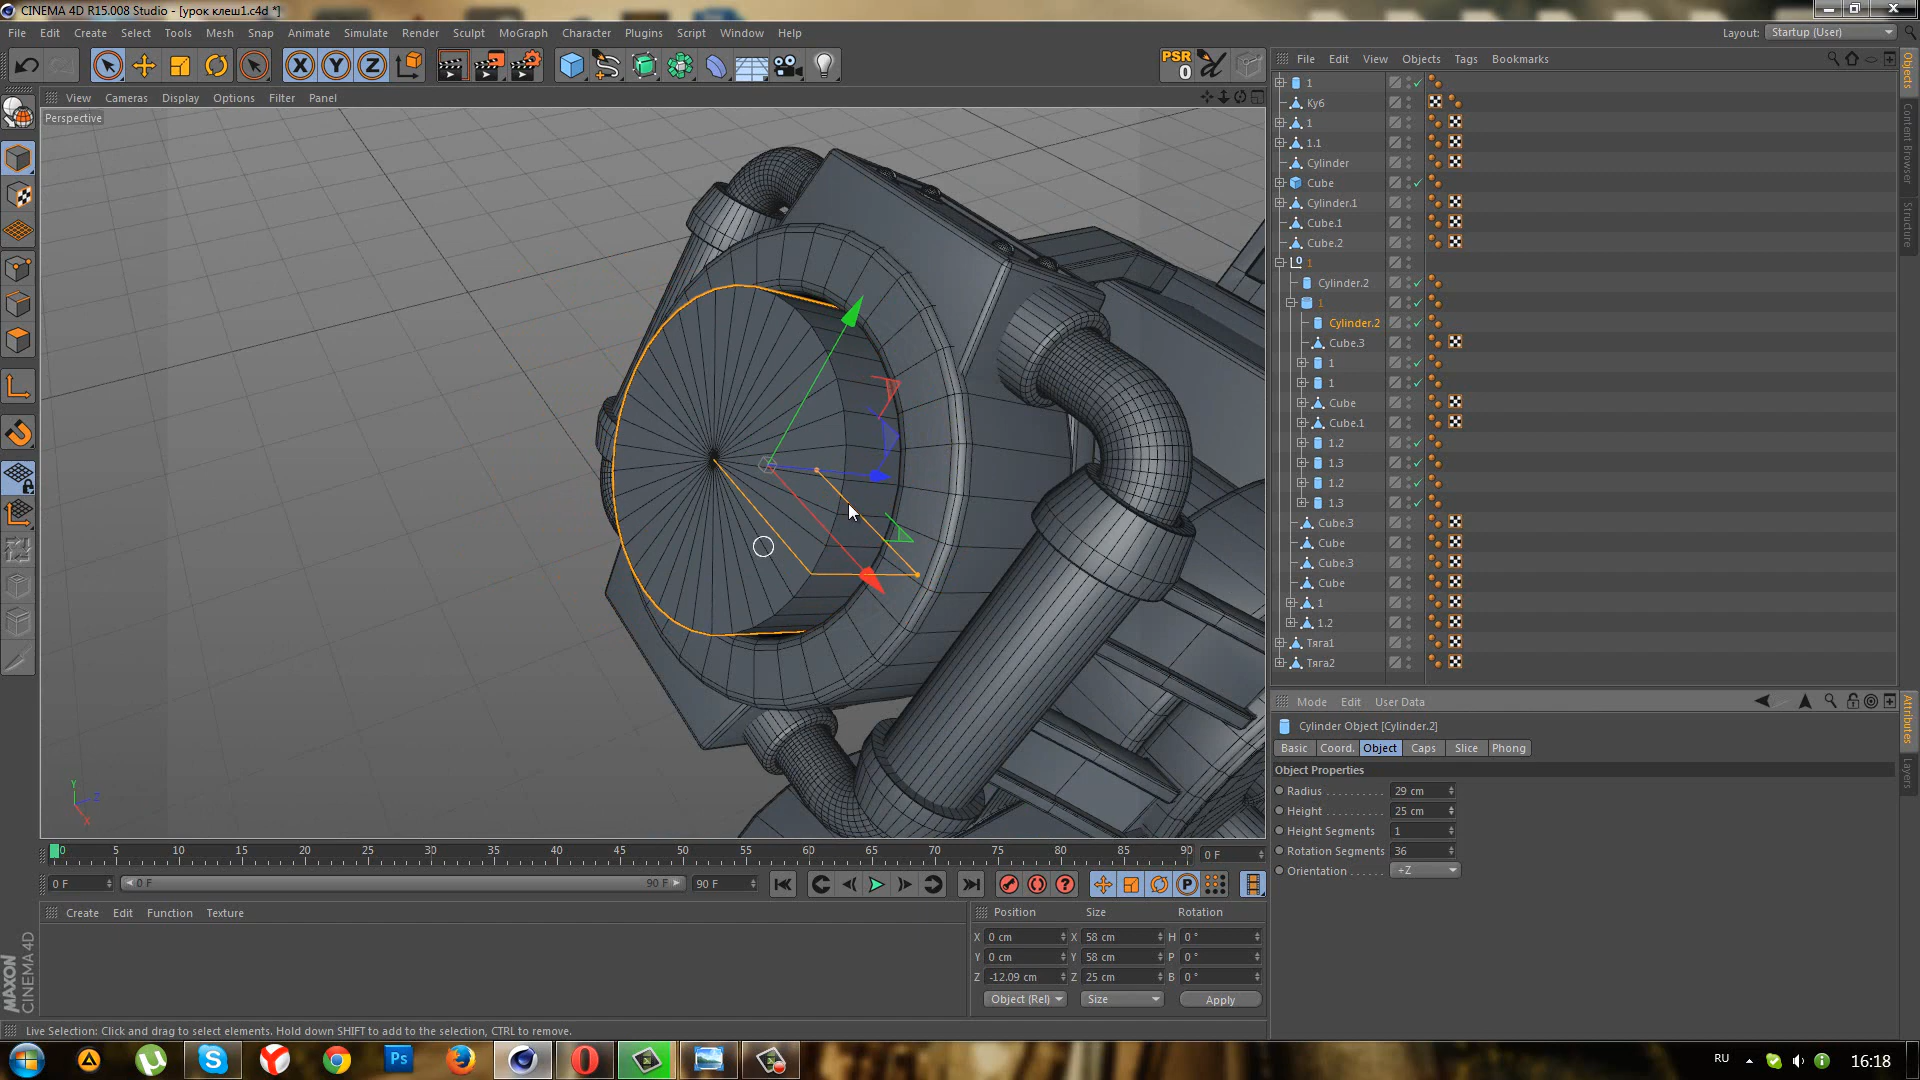 CINEMA 4D R15.008 Studio - [урок клеш1.c4d *]
File Edit Create Select Tools Mesh Snap Animate Simulate Render Sculpt MoGraph Character Plugins Script Window Help
Layout: Startup (User)
PSR
0
File Edit View Objects Tags Bookmarks
View Cameras Display Options Filter Panel
Perspective
1
Куб
1
1.1
Cylinder
Cube
Cylinder.1
Cube.1
Cube.2
1
Cylinder.2
1
Cylinder.2
Cube.3
1
1
Cube
Cube.1
1.2
1.3
1.2
1.3
Cube.3
Cube
Cube.3
Cube
1
1.2
Тяга1
Тяга2
Objects
Content Browser
Structure
Mode Edit User Data
Cylinder Object [Cylinder.2]
Basic Coord. Object Caps Slice Phong
Object Properties
Radius . . . . . . . . . . 29 cm
Height . . . . . . . . . . 25 cm
Height Segments 1
Rotation Segments 36
Orientation . . . . . . +Z
Attributes
Layers
Y
Z
X
0 5 10 15 20 25 30 35 40 45 50 55 60 65 70 75 80 85 90 0 F
0 F 0 F 90 F 90 F
Create Edit Function Texture
Position Size Rotation
X 0 cm X 58 cm H 0 °
Y 0 cm Y 58 cm P 0 °
Z -12.09 cm Z 25 cm B 0 °
Object (Rel) Size Apply
MAXON
CINEMA 4D
Live Selection: Click and drag to select elements. Hold down SHIFT to add to the selection, CTRL to remove.
Ps
RU 16:18